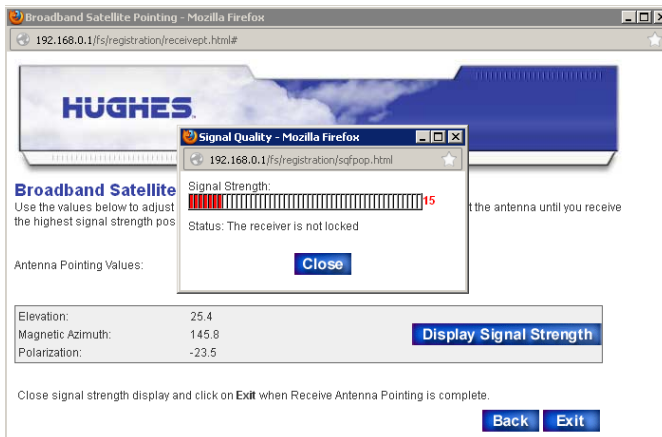 Broadband Satellite Pointing - Mozilla Firefox
192.168.0.1/fs/registration/receivept.html#
HUGHES.
Signal Quality - Mozilla Firefox
192.168.0.1/fs/registration/sqfpop.html
Signal Strength:
15
Status: The receiver is not locked
Close
Broadband Satellite
Use the values below to adjust t the antenna until you receive
the highest signal strength pos
Antenna Pointing Values:
Elevation: 25.4
Magnetic Azimuth: 145.8
Polarization: -23.5
Display Signal Strength
Close signal strength display and click on Exit when Receive Antenna Pointing is complete.
Back Exit